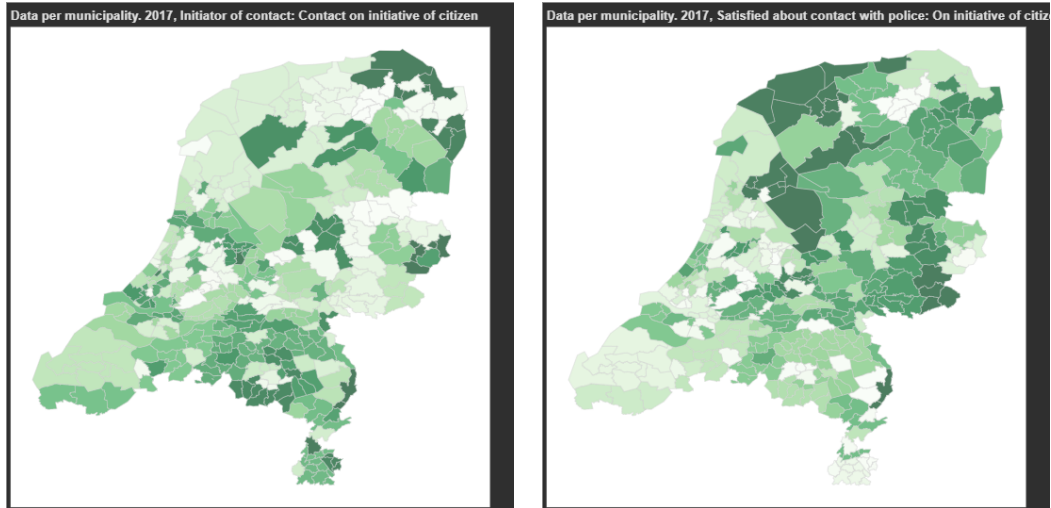 Data per municipality. 2017, Initiator of contact: Contact on initiative of citizen
Data per municipality. 2017, Satisfied about contact with police: On initiative of citize